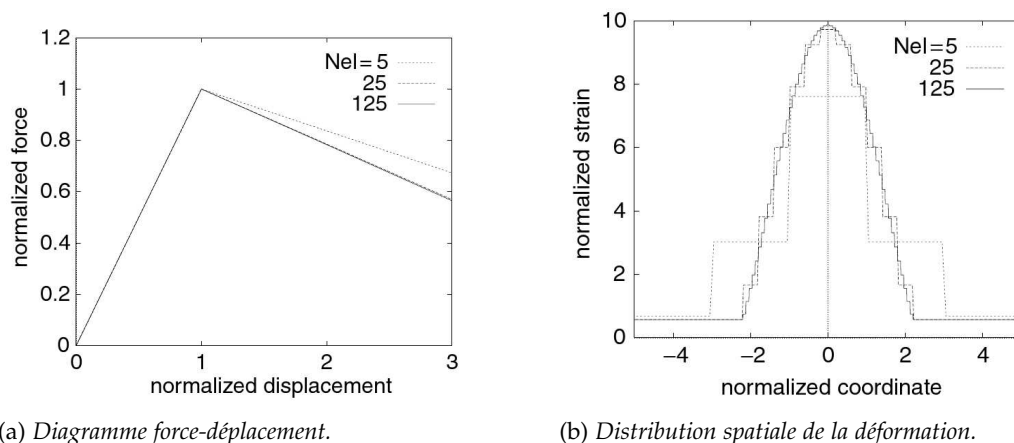 1.2
1
0.8
0.6
0.4
0.2
0
normalized force
Nel = 5
25
125
0 1 2 3
normalized displacement
(a) Diagramme force-déplacement.
10
8
6
4
2
0
normalized strain
Nel = 5
25
125
−4 −2 0 2 4
normalized coordinate
(b) Distribution spatiale de la déformation.